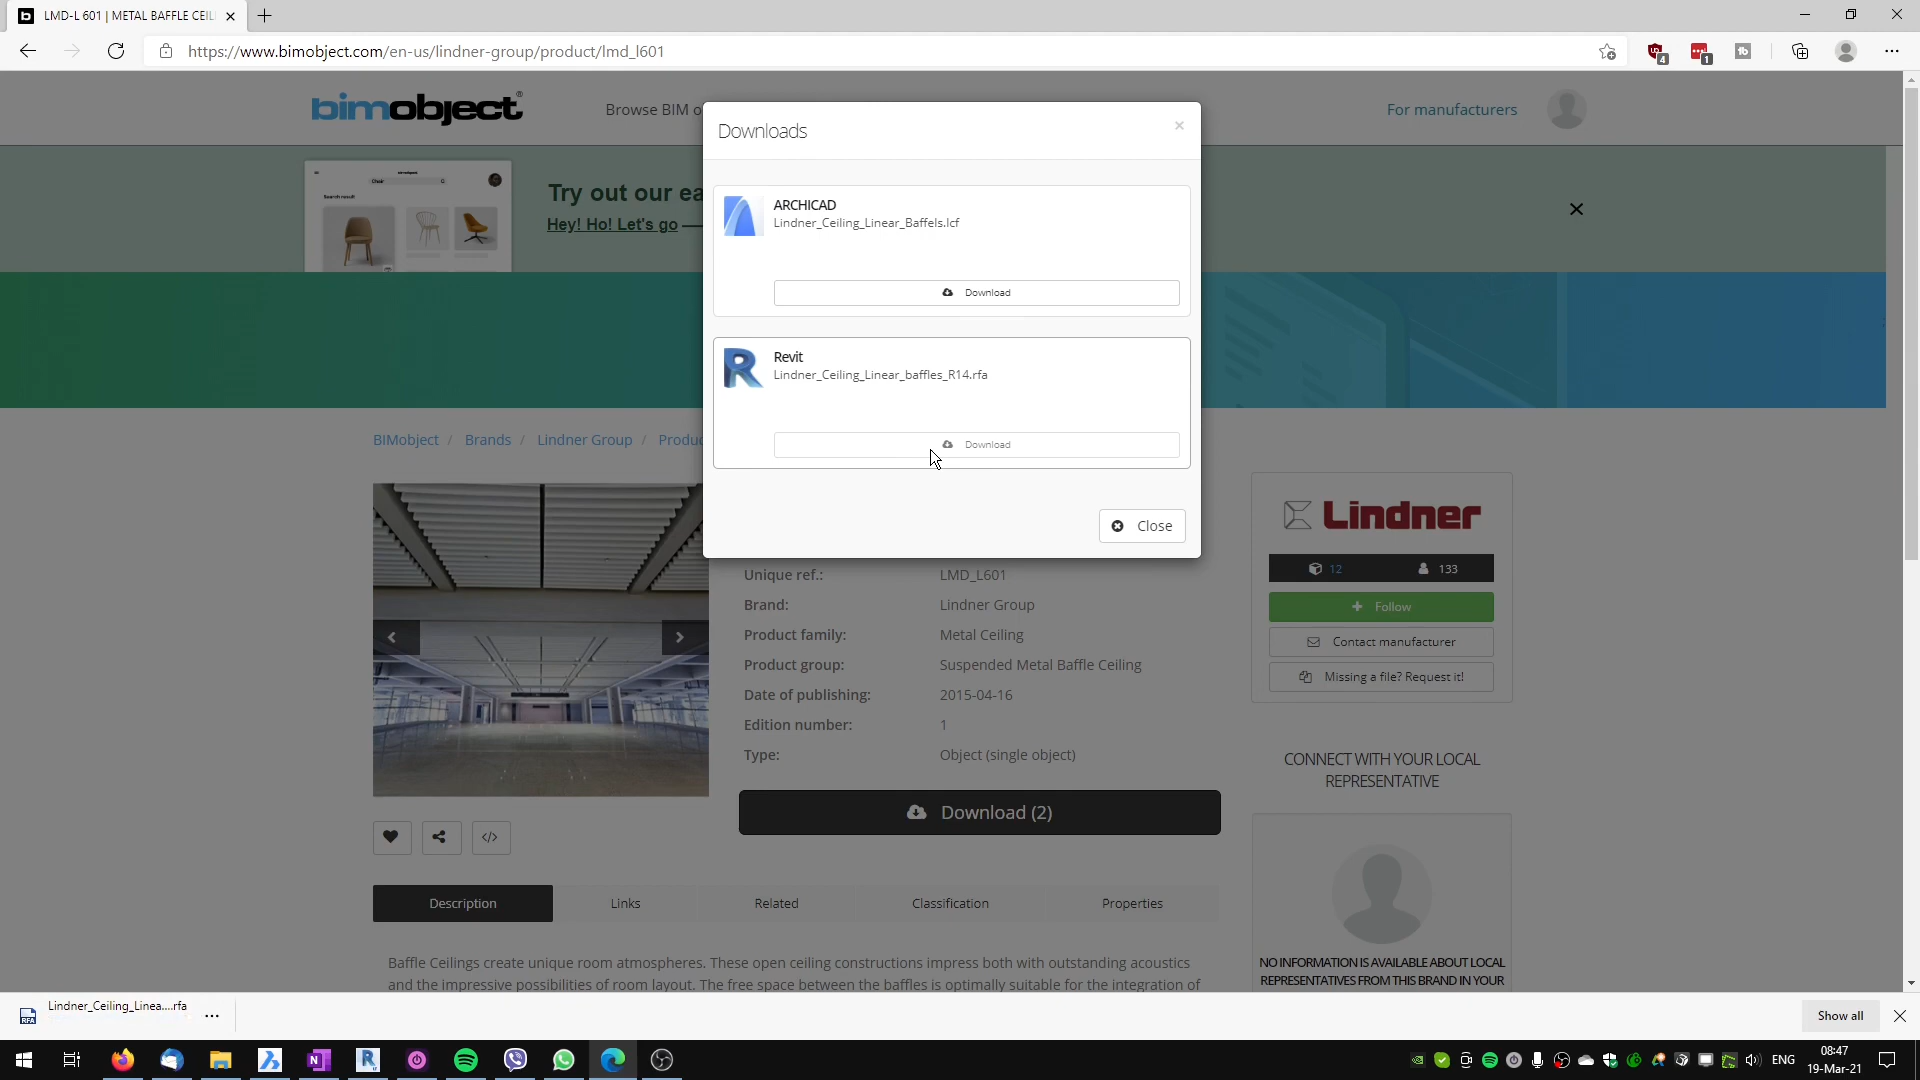 LMD-L 601 | METAL BAFFLE CEIL
https://www.bimobject.com/en-us/lindner-group/product/lmd_l601
4
1
bimobject®
Browse BIM o
For manufacturers
Downloads
Chair
Search result
Try out our ea
Hey! Ho! Let's go
ARCHICAD
Lindner_Ceiling_Linear_Baffels.lcf
Download
Revit
Lindner_Ceiling_Linear_baffles_R14.rfa
Download
Close
BIMobject / Brands / Lindner Group / Produc
Unique ref.: LMD_L601
Brand: Lindner Group
Product family: Metal Ceiling
Product group: Suspended Metal Baffle Ceiling
Date of publishing: 2015-04-16
Edition number: 1
Type: Object (single object)
Download (2)
Lindner
12 133
Follow
Contact manufacturer
Missing a file? Request it!
CONNECT WITH YOUR LOCAL
REPRESENTATIVE
NO INFORMATION IS AVAILABLE ABOUT LOCAL
REPRESENTATIVES FROM THIS BRAND IN YOUR
Description Links Related Classification Properties
Baffle Ceilings create unique room atmospheres. These open ceiling constructions impress both with outstanding acoustics
and the impressive possibilities of room layout. The free space between the baffles is optimally suitable for the integration of
Lindner_Ceiling_Linea....rfa
Show all
ENG
08:47
19-Mar-21